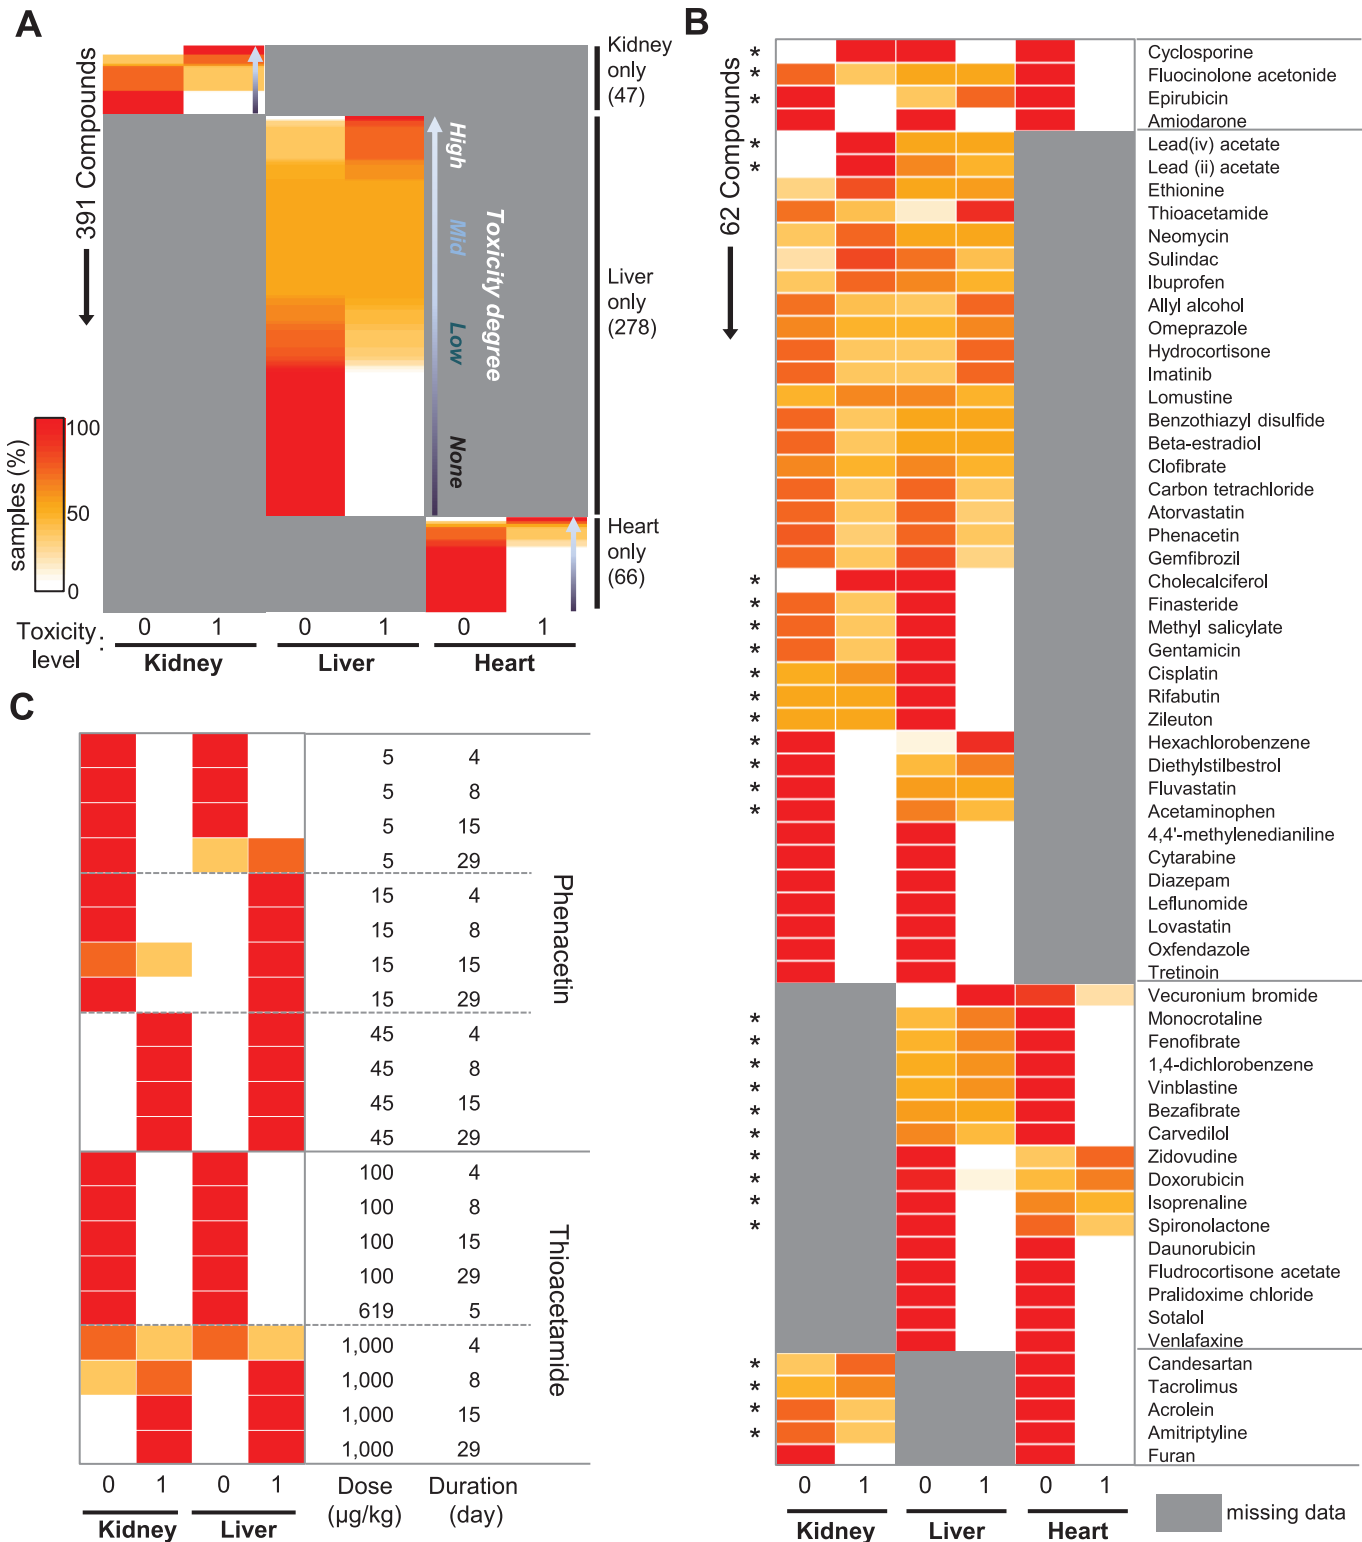 A
391 Compounds
Kidney
only
(47)
High
Mid
Low
None
Toxicity degree
Liver
only
(278)
Heart
only
(66)
samples (%)
100
50
0
Toxicity
level :
0 1 0 1 0 1
Kidney Liver Heart
B
62 Compounds
* Cyclosporine
* Fluocinolone acetonide
* Epirubicin
Amiodarone
* Lead(iv) acetate
* Lead (ii) acetate
Ethionine
Thioacetamide
Neomycin
Sulindac
Ibuprofen
Allyl alcohol
Omeprazole
Hydrocortisone
Imatinib
Lomustine
Benzothiazyl disulfide
Beta-estradiol
Clofibrate
Carbon tetrachloride
Atorvastatin
Phenacetin
Gemfibrozil
* Cholecalciferol
* Finasteride
* Methyl salicylate
* Gentamicin
* Cisplatin
* Rifabutin
* Zileuton
* Hexachlorobenzene
* Diethylstilbestrol
* Fluvastatin
* Acetaminophen
4,4'-methylenedianiline
Cytarabine
Diazepam
Leflunomide
Lovastatin
Oxfendazole
Tretinoin
Vecuronium bromide
* Monocrotaline
* Fenofibrate
* 1,4-dichlorobenzene
* Vinblastine
* Bezafibrate
* Carvedilol
* Zidovudine
* Doxorubicin
* Isoprenaline
* Spironolactone
Daunorubicin
Fludrocortisone acetate
Pralidoxime chloride
Sotalol
Venlafaxine
* Candesartan
* Tacrolimus
* Acrolein
* Amitriptyline
Furan
0 1 0 1 0 1
Kidney Liver Heart
missing data
C
5 4
5 8
5 15
5 29
15 4
15 8
15 15
15 29
45 4
45 8
45 15
45 29
Phenacetin
100 4
100 8
100 15
100 29
619 5
1,000 4
1,000 8
1,000 15
1,000 29
Thioacetamide
0 1 0 1
Kidney Liver
Dose
(µg/kg)
Duration
(day)